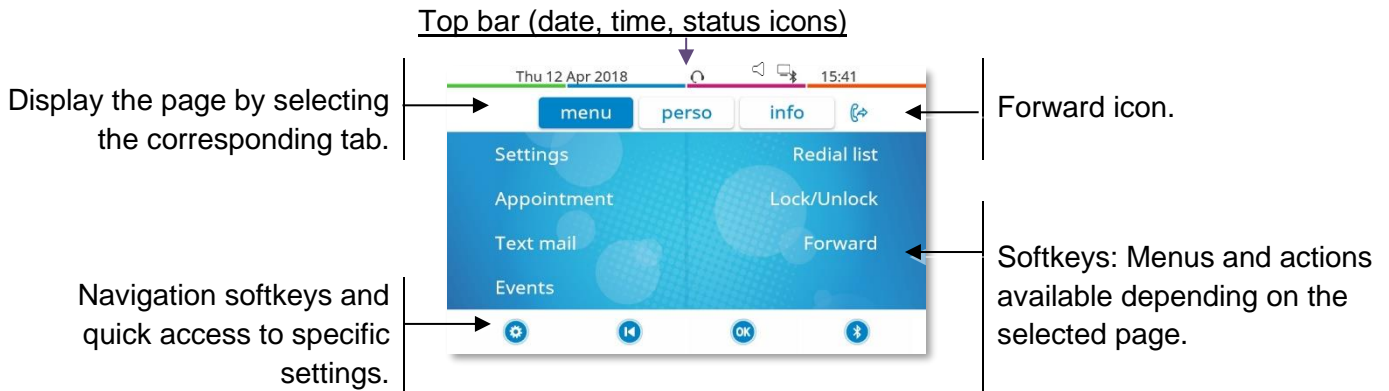 Top bar (date, time, status icons)
Thu 12 Apr 2018 15:41
Display the page by selecting
the corresponding tab.
menu perso info
Forward icon.
Settings Redial list
Appointment Lock/Unlock
Text mail Forward
Events
Softkeys: Menus and actions
available depending on the
selected page.
Navigation softkeys and
quick access to specific
settings.
OK